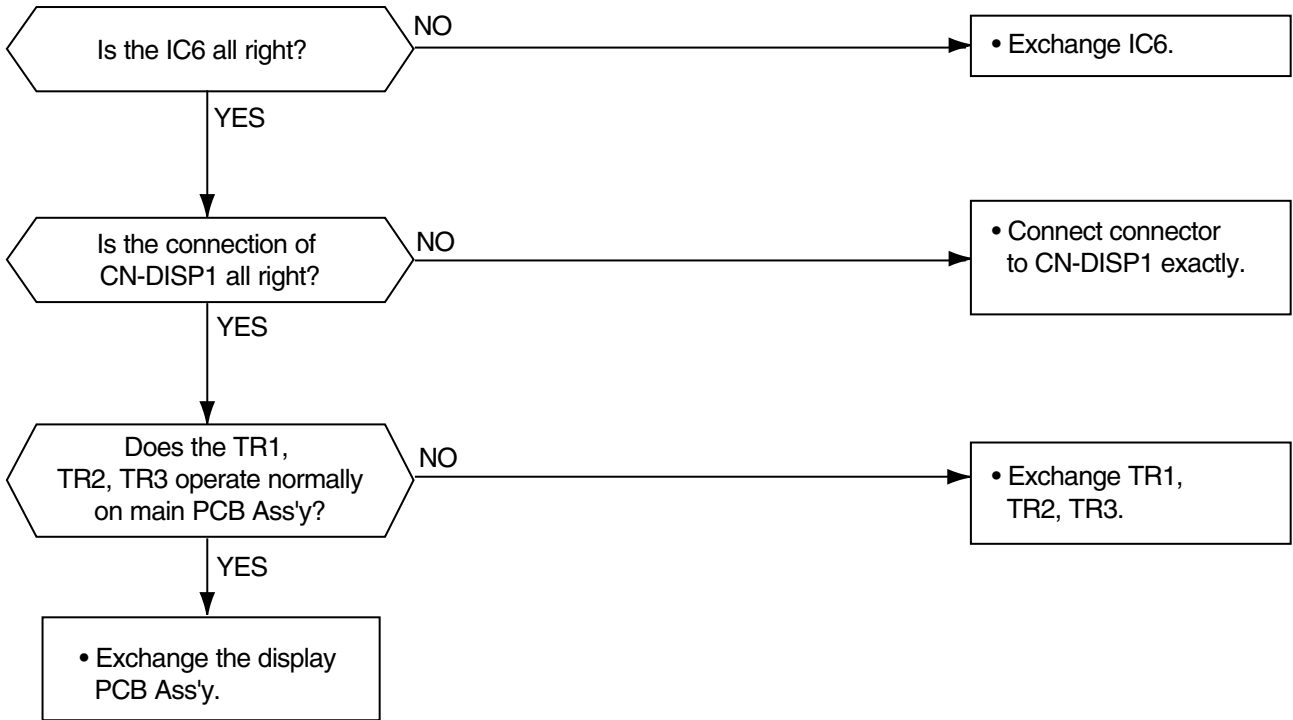 Is the IC6 all right?
NO
• Exchange IC6.
YES
Is the connection of
CN-DISP1 all right?
NO
• Connect connector
to CN-DISP1 exactly.
YES
Does the TR1,
TR2, TR3 operate normally
on main PCB Ass'y?
NO
• Exchange TR1,
TR2, TR3.
YES
• Exchange the display
PCB Ass'y.